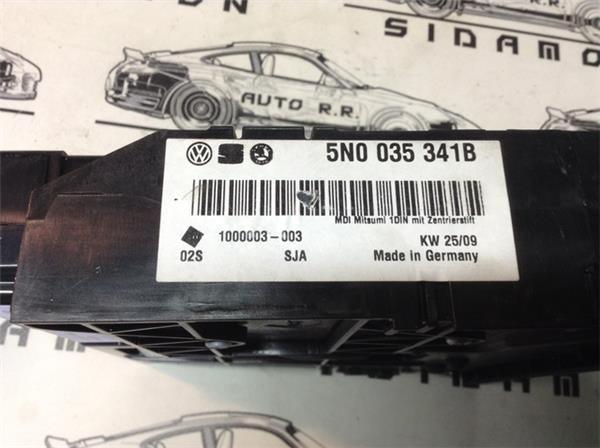 SIDAMO
AUTO R.R.
5N0 035 341B
MDI Mitsumi 1DIN mit Zentrierstift
1000003-003
KW 25/09
02S
SJA
Made in Germany